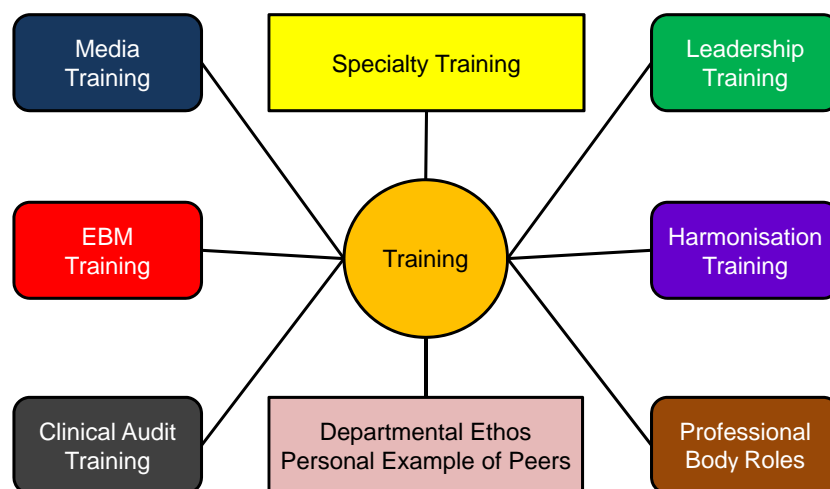 Media
Training
Specialty Training
Leadership
Training
EBM
Training
Training
Harmonisation
Training
Clinical Audit
Training
Departmental Ethos
Personal Example of Peers
Professional
Body Roles